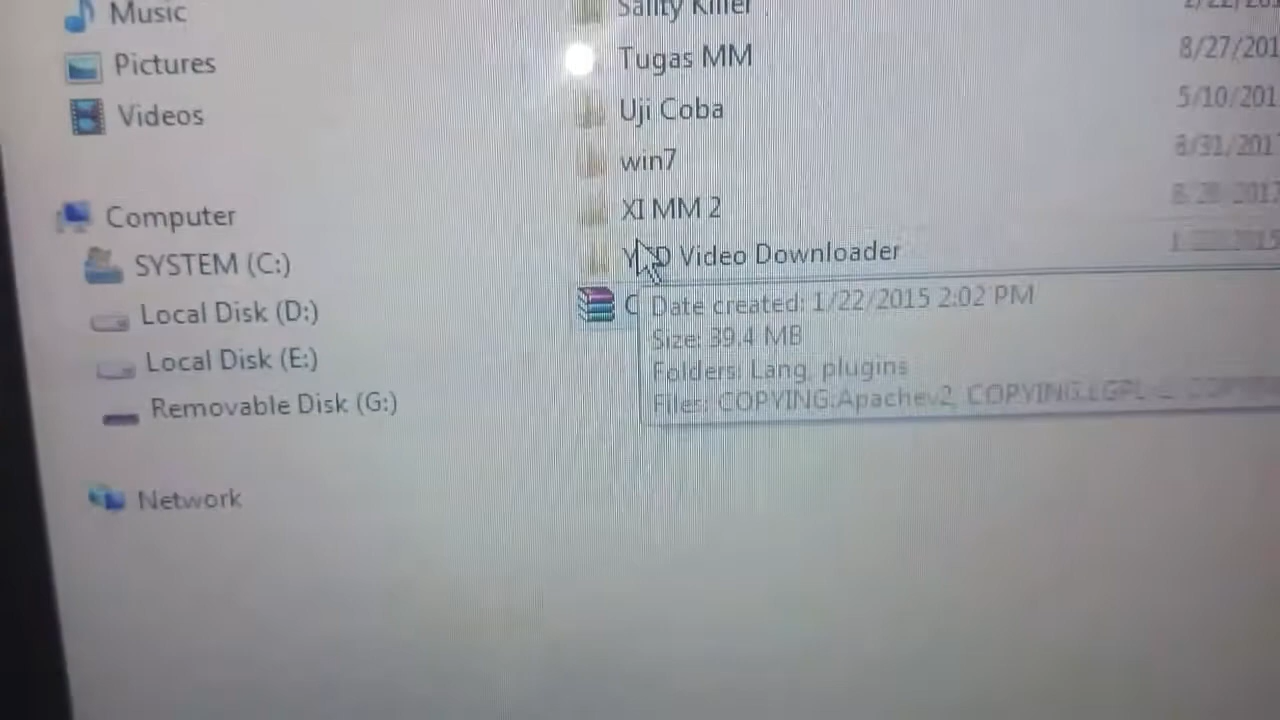 Music
Pictures
Videos
Computer
SYSTEM (C:)
Local Disk (D:)
Local Disk (E:)
Removable Disk (G:)
Network
Sality Killer
Tugas MM
8/27/201
Uji Coba
5/10/201
win7
8/31/201
XI MM 2
Video Downloader
Date created: 1/22/2015 2:02 PM
Size: 39.4 MB
Folders: Lang, plugins
Files: COPYING.Apachev2, COPYING.LGPL